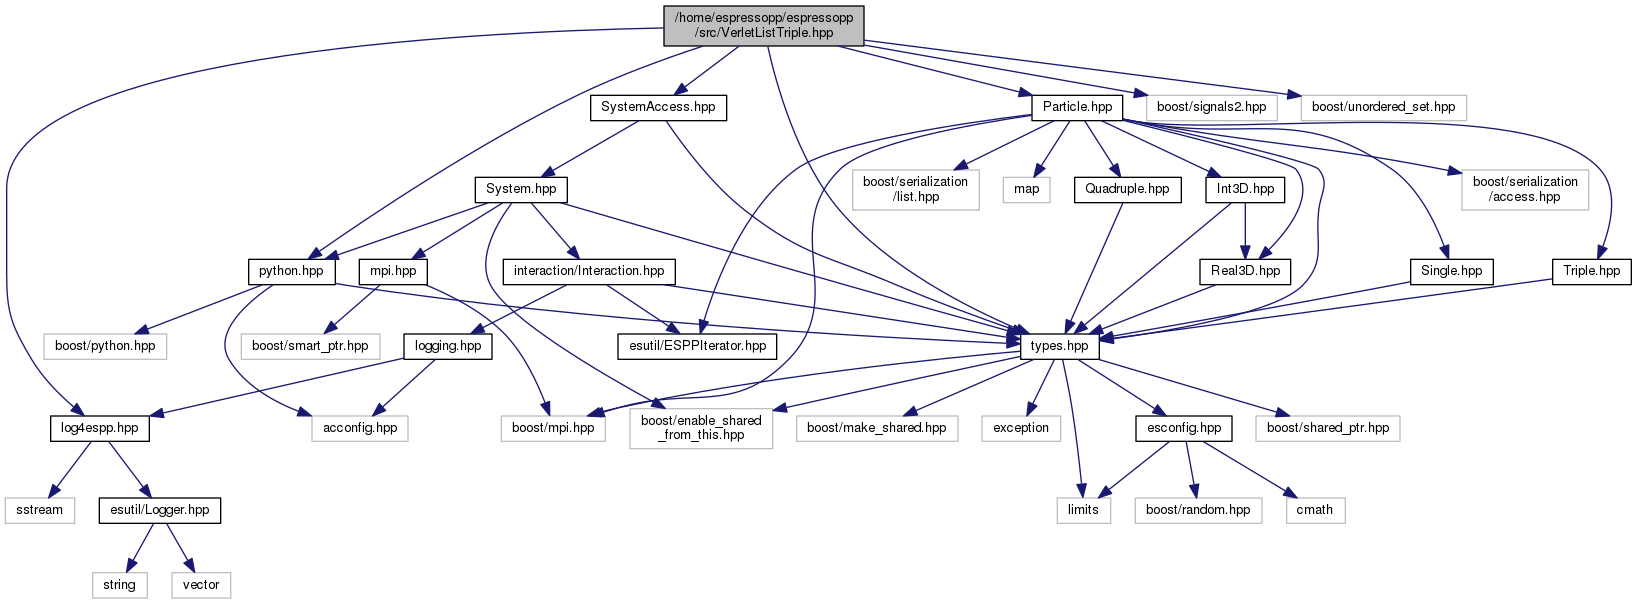 /home/espressopp/espressopp
/src/VerletListTriple.hpp
SystemAccess.hpp
Particle.hpp
boost/signals2.hpp
boost/unordered_set.hpp
System.hpp
boost/serialization
/list.hpp
map
Quadruple.hpp
Int3D.hpp
boost/serialization
/access.hpp
python.hpp
mpi.hpp
interaction/Interaction.hpp
Real3D.hpp
Single.hpp
Triple.hpp
boost/python.hpp
boost/smart_ptr.hpp
logging.hpp
esutil/ESPPIterator.hpp
types.hpp
log4espp.hpp
acconfig.hpp
boost/mpi.hpp
boost/enable_shared
_from_this.hpp
boost/make_shared.hpp
exception
esconfig.hpp
boost/shared_ptr.hpp
sstream
esutil/Logger.hpp
limits
boost/random.hpp
cmath
string
vector